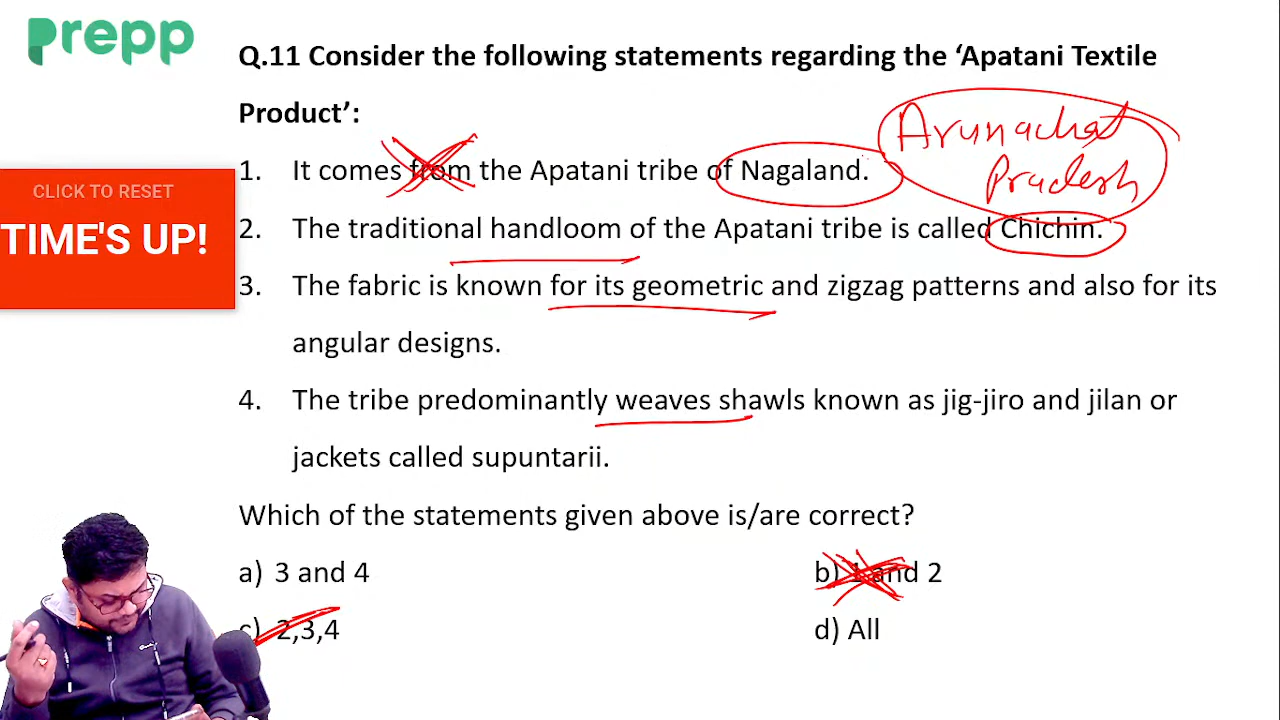 Prepp
Q.11 Consider the following statements regarding the ‘Apatani Textile
Product’:
Arunachal
Pradesh
1. It comes from the Apatani tribe of Nagaland.
CLICK TO RESET
TIME'S UP!
2. The traditional handloom of the Apatani tribe is called Chichin.
3. The fabric is known for its geometric and zigzag patterns and also for its
angular designs.
4. The tribe predominantly weaves shawls known as jig-jiro and jilan or
jackets called supuntarii.
Which of the statements given above is/are correct?
a) 3 and 4
b) 1 and 2
c) 2,3,4
d) All